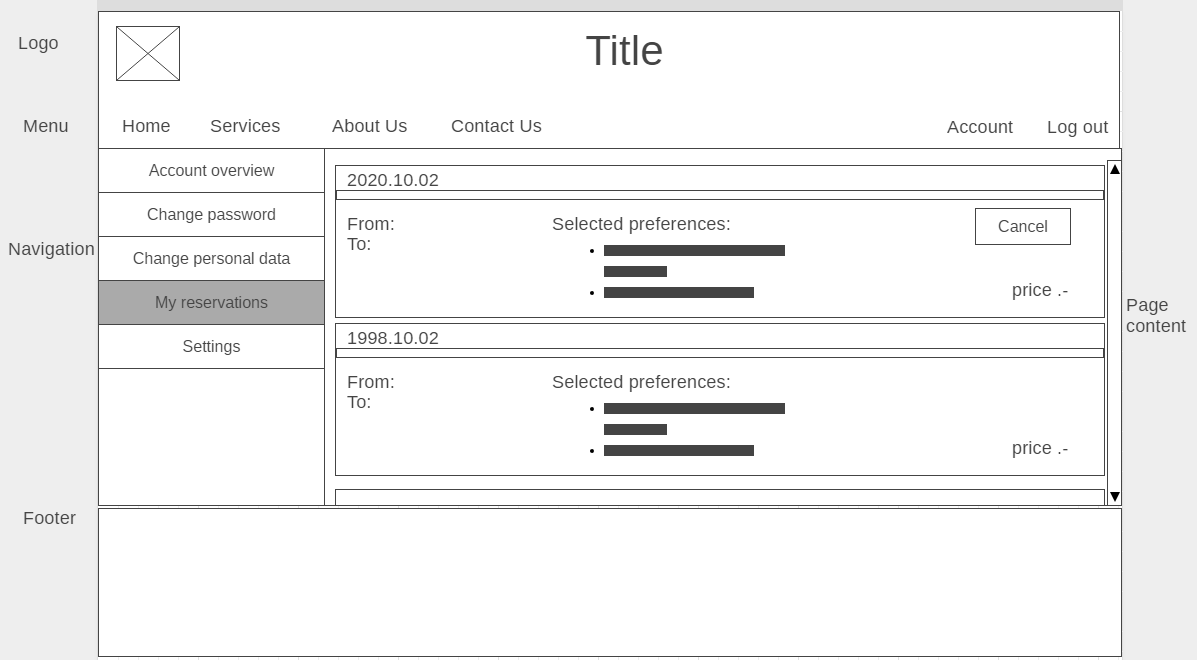 Logo
Title
Menu
Home Services About Us Contact Us Account Log out
Navigation
Account overview
Change password
Change personal data
My reservations
Settings
2020.10.02
From:
To:
Selected preferences:
Cancel
price .-
1998.10.02
From:
To:
Selected preferences:
price .-
Page
content
Footer